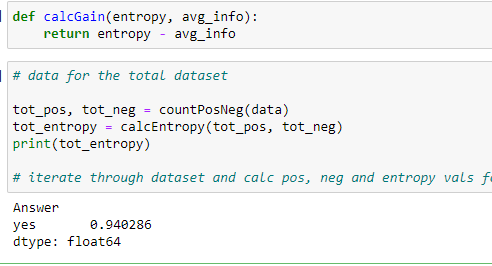 def calcGain(entropy, avg_info):
    return entropy - avg_info
# data for the total dataset
tot_pos, tot_neg = countPosNeg(data)
tot_entropy = calcEntropy(tot_pos, tot_neg)
print(tot_entropy)
# iterate through dataset and calc pos, neg and entropy vals
Answer
yes       0.940286
dtype: float64